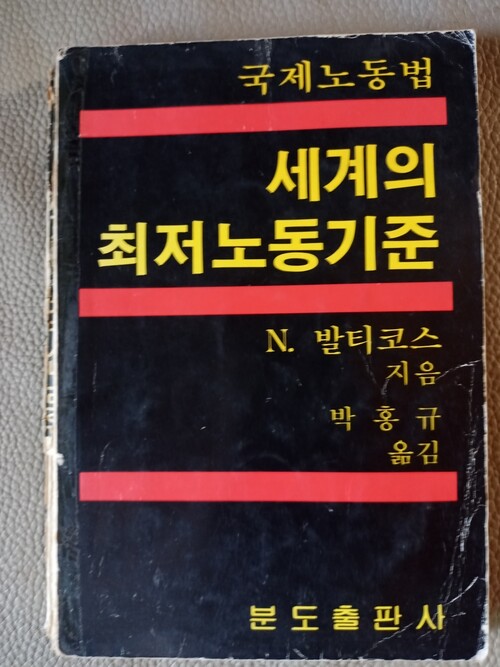 국제노동법
세계의
최저노동기준
N. 발티코스
지음
박홍규
옮김
분도출판사